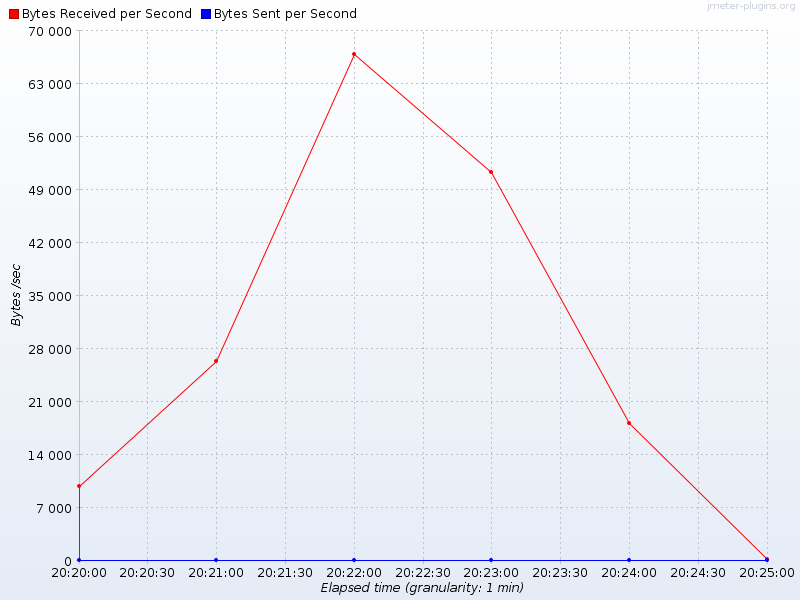 jmeter-plugins.org
Bytes Received per Second Bytes Sent per Second
70 000
63 000
56 000
49 000
42 000
35 000
28 000
21 000
14 000
7 000
0
Bytes /sec
20:20:00 20:20:30 20:21:00 20:21:30 20:22:00 20:22:30 20:23:00 20:23:30 20:24:00 20:24:30 20:25:00
Elapsed time (granularity: 1 min)